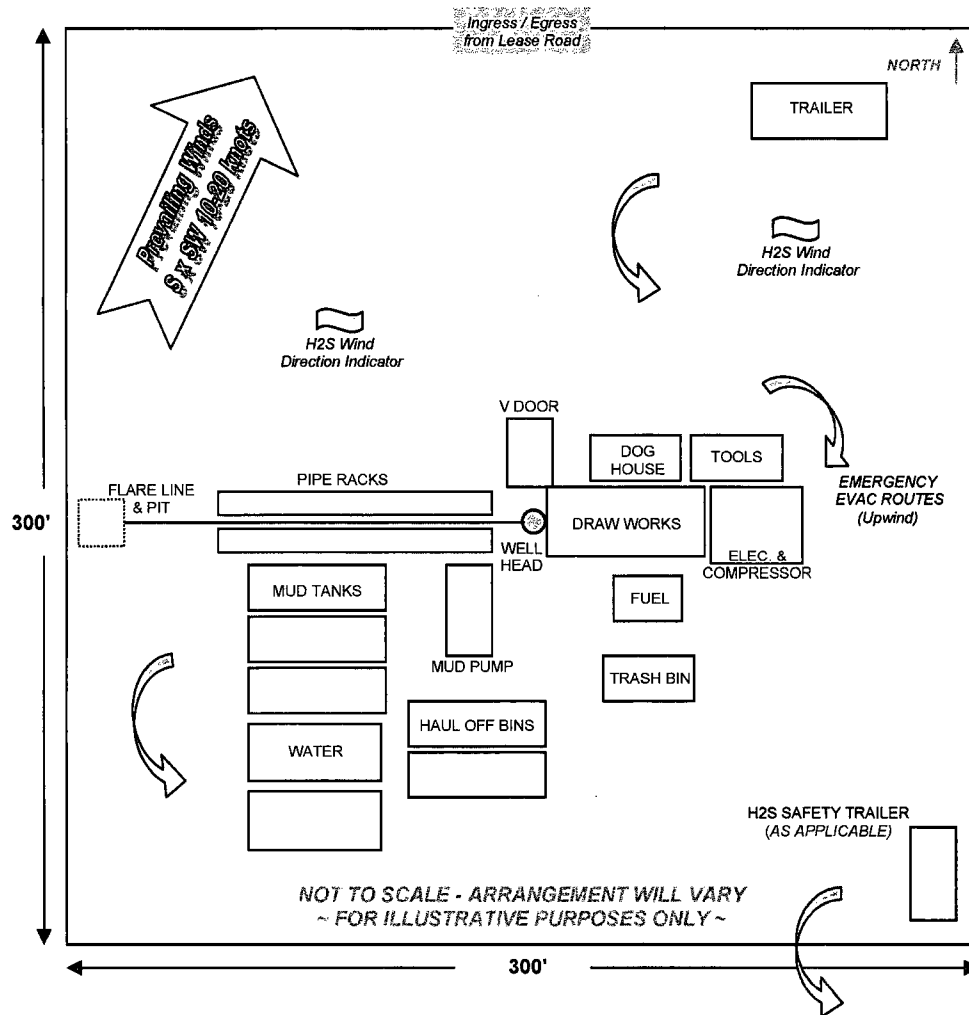 Ingress / Egress
from Lease Road
NORTH
TRAILER
Prevailing Winds
S x SW 10-20 knots
H2S Wind
Direction Indicator
H2S Wind
Direction Indicator
V DOOR
DOG
HOUSE
TOOLS
EMERGENCY
EVAC ROUTES
(Upwind)
FLARE LINE
& PIT
PIPE RACKS
300'
DRAW WORKS
WELL
HEAD
ELEC. &
COMPRESSOR
MUD TANKS
FUEL
MUD PUMP
TRASH BIN
HAUL OFF BINS
WATER
H2S SAFETY TRAILER
(AS APPLICABLE)
NOT TO SCALE - ARRANGEMENT WILL VARY
~ FOR ILLUSTRATIVE PURPOSES ONLY ~
300'